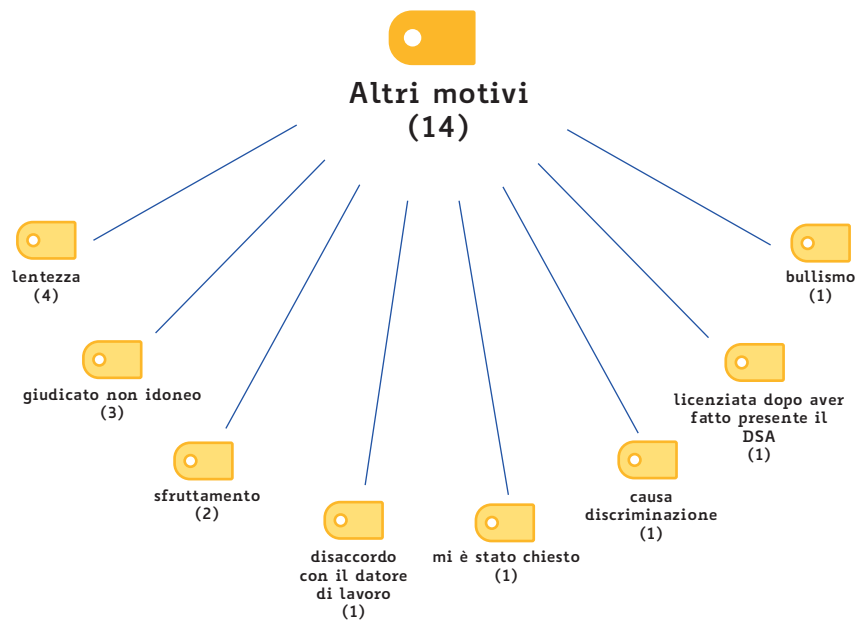 Altri motivi
(14)
lentezza
(4)
giudicato non idoneo
(3)
sfruttamento
(2)
disaccordo
con il datore
di lavoro
(1)
mi è stato chiesto
(1)
causa
discriminazione
(1)
licenziata dopo aver
fatto presente il
DSA
(1)
bullismo
(1)